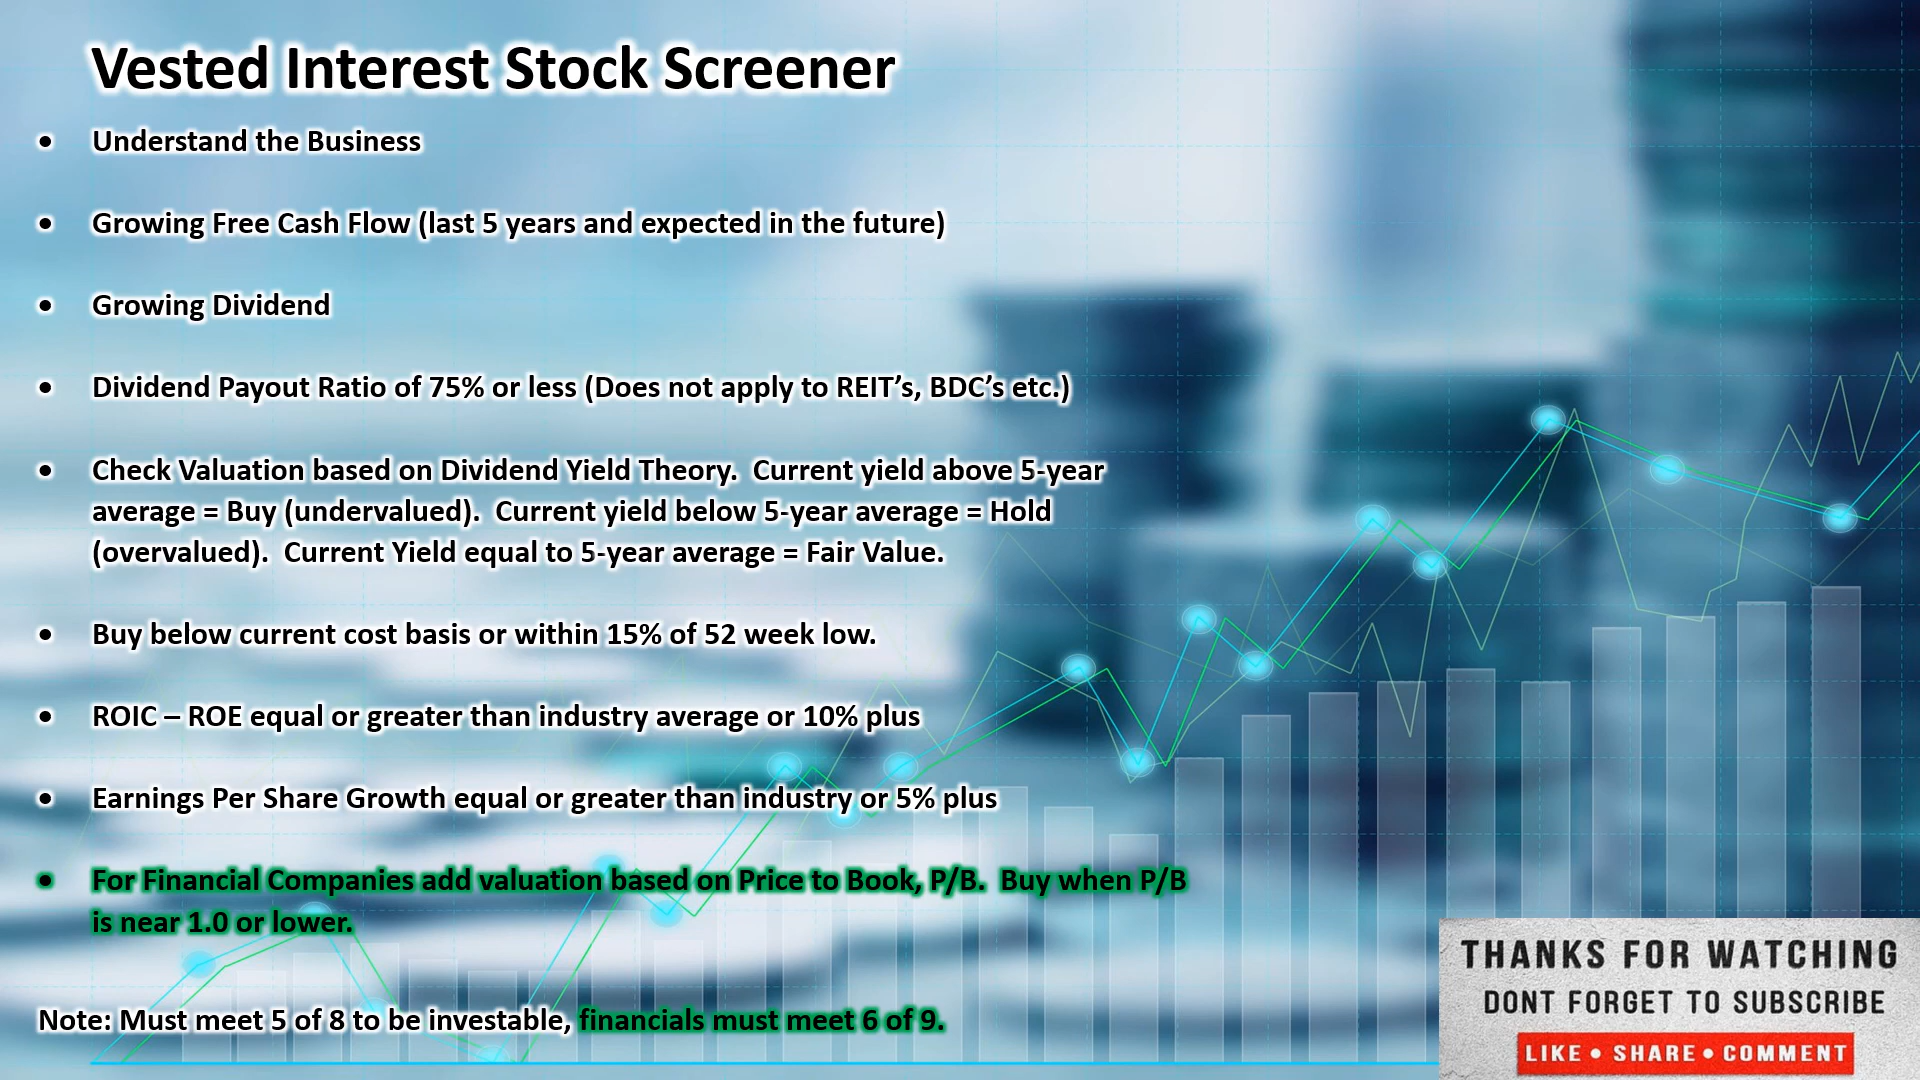 Vested Interest Stock Screener
• Understand the Business
• Growing Free Cash Flow (last 5 years and expected in the future)
• Growing Dividend
• Dividend Payout Ratio of 75% or less (Does not apply to REIT’s, BDC’s etc.)
• Check Valuation based on Dividend Yield Theory.  Current yield above 5-year
average = Buy (undervalued).  Current yield below 5-year average = Hold
(overvalued).  Current Yield equal to 5-year average = Fair Value.
• Buy below current cost basis or within 15% of 52 week low.
• ROIC – ROE equal or greater than industry average or 10% plus
• Earnings Per Share Growth equal or greater than industry or 5% plus
• For Financial Companies add valuation based on Price to Book, P/B.  Buy when P/B
is near 1.0 or lower.
Note: Must meet 5 of 8 to be investable, financials must meet 6 of 9.
THANKS FOR WATCHING
DONT FORGET TO SUBSCRIBE
LIKE • SHARE • COMMENT